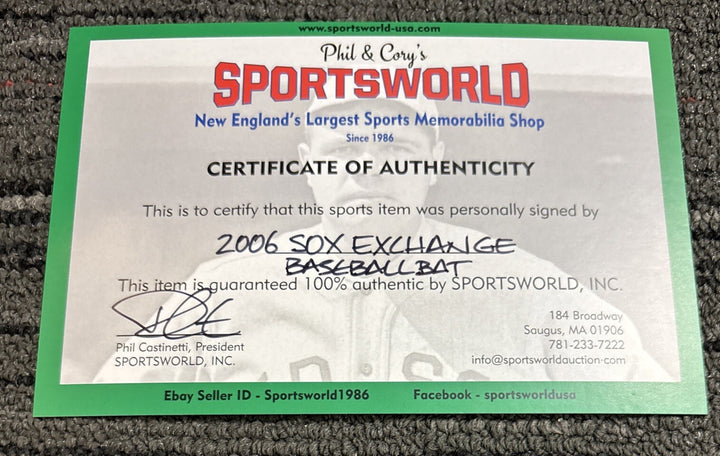 www.sportsworld-usa.com
Phil & Cory's
SPORTSWORLD
New England's Largest Sports Memorabilia Shop
Since 1986
CERTIFICATE OF AUTHENTICITY
This is to certify that this sports item was personally signed by
2006 SOX EXCHANGE
BASEBALL BAT
This item is guaranteed 100% authentic by SPORTSWORLD, INC.
Phil Castinetti, President
SPORTSWORLD, INC.
184 Broadway
Saugus, MA 01906
781-233-7222
info@sportsworldauction.com
Ebay Seller ID - Sportsworld1986
Facebook - sportsworldusa